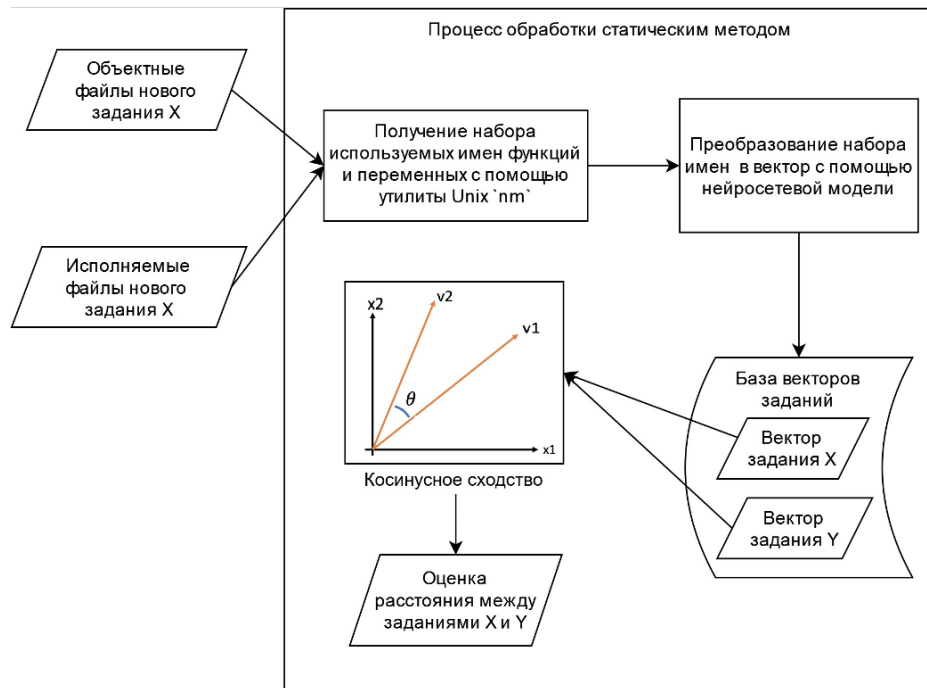 Процесс обработки статическим методом
Объектные
файлы нового
задания X
Получение набора
используемых имен функций
и переменных с помощью
утилиты Unix `nm`
Преобразование набора
имен в вектор с помощью
нейросетевой модели
Исполняемые
файлы нового
задания X
x2
v2
v1
θ
x1
Косинусное сходство
База векторов
заданий
Вектор
задания X
Вектор
задания Y
Оценка
расстояния между
заданиями X и Y